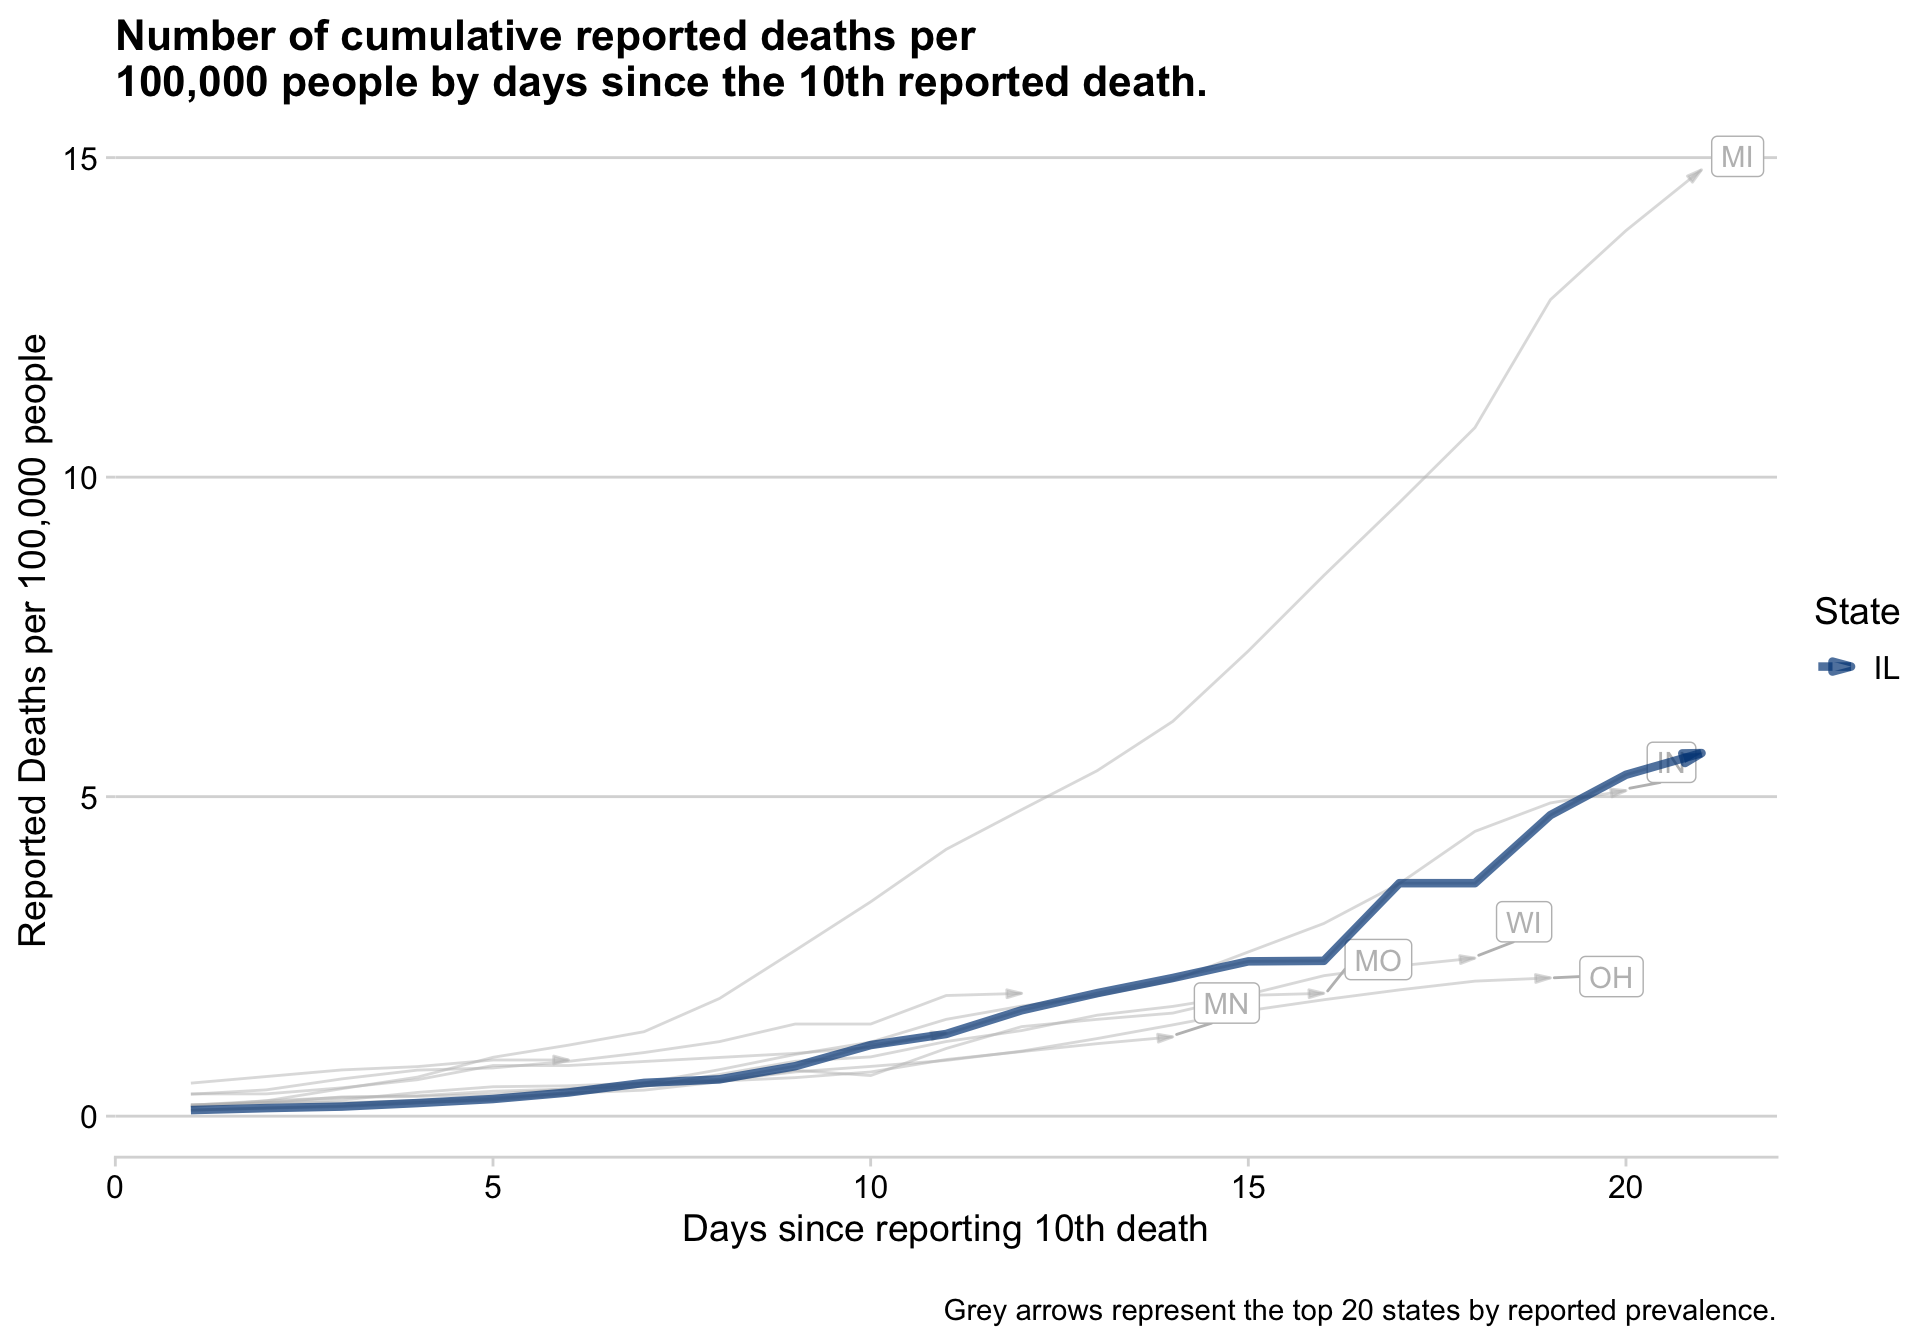 Number of cumulative reported deaths per
100,000 people by days since the 10th reported death.
Reported Deaths per 100,000 people
15
10
5
0
MI
IN
WI
MO
OH
MN
State
IL
0 5 10 15 20
Days since reporting 10th death
Grey arrows represent the top 20 states by reported prevalence.